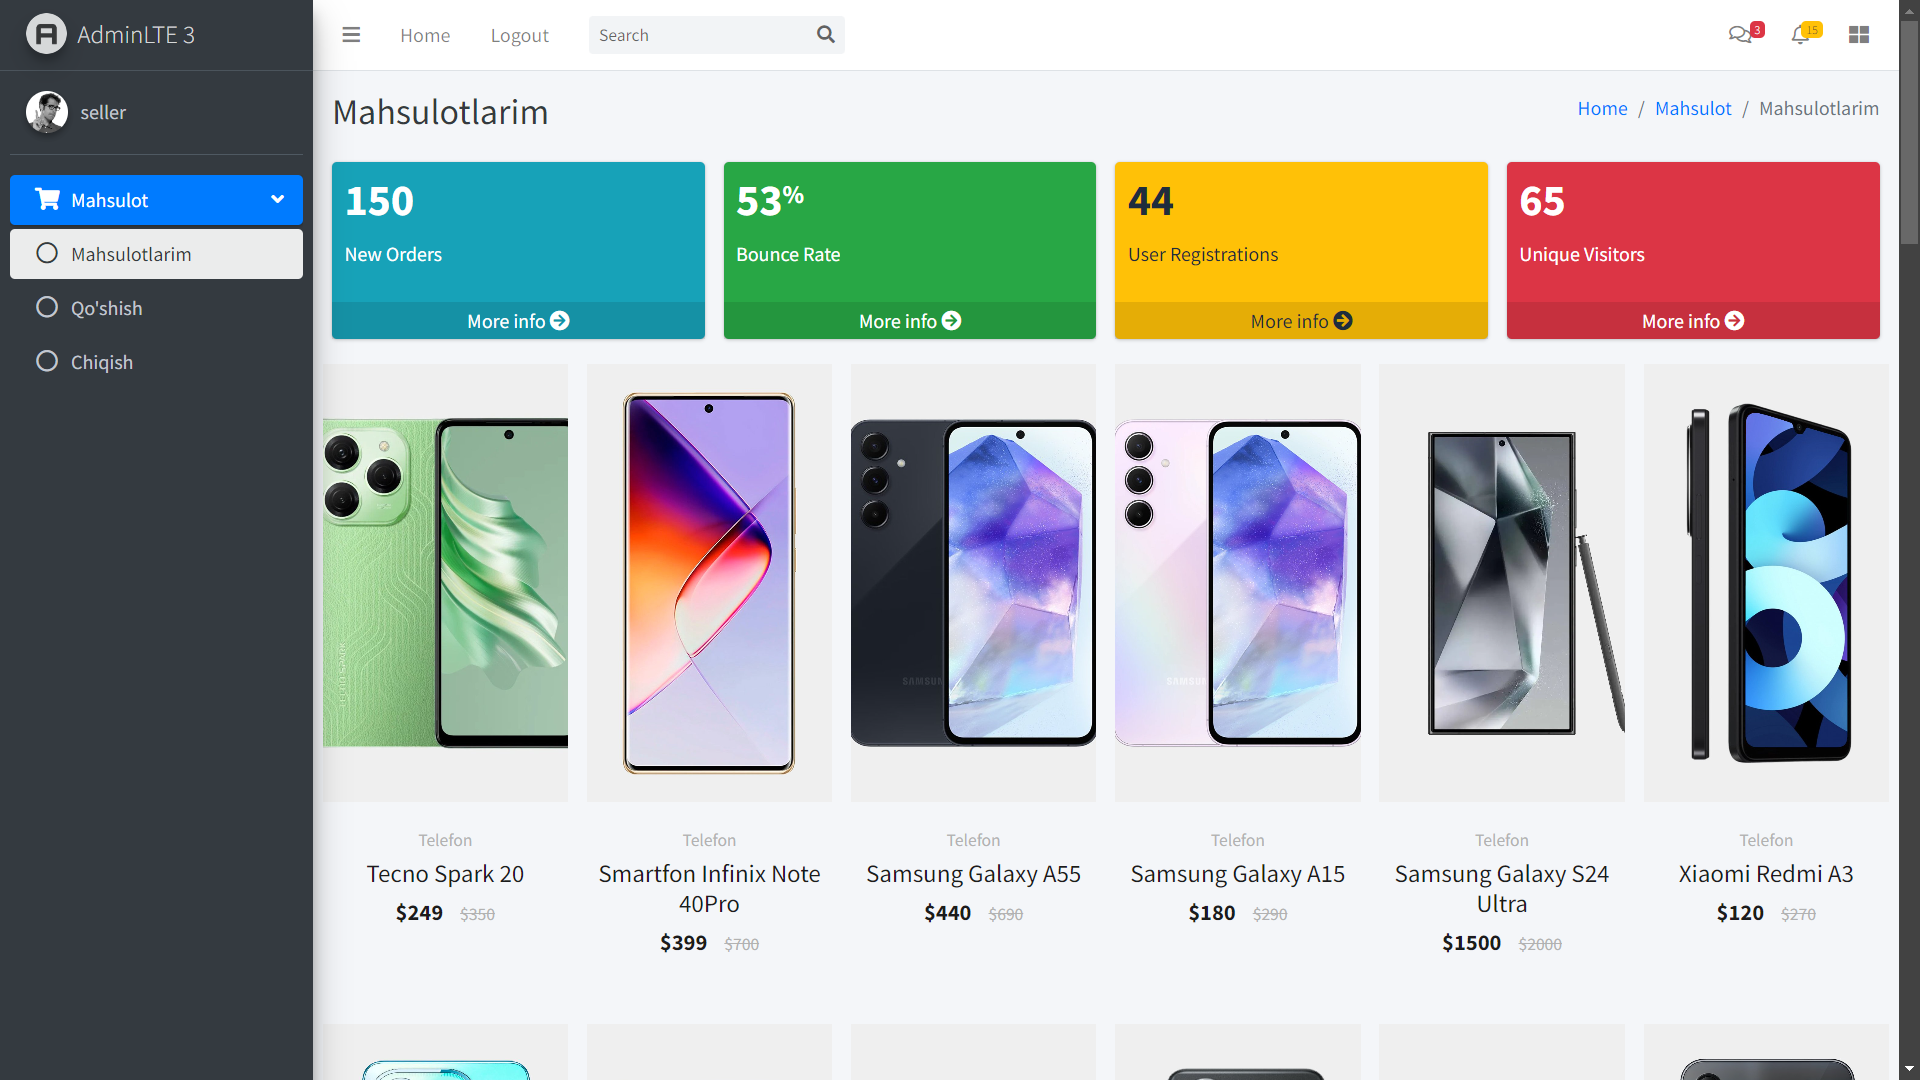 AdminLTE 3
Home
Logout
Search
3
15
seller
Mahsulotlarim
Home / Mahsulot / Mahsulotlarim
Mahsulot
Mahsulotlarim
Qo'shish
Chiqish
150
New Orders
More info
53%
Bounce Rate
More info
44
User Registrations
More info
65
Unique Visitors
More info
Telefon
Tecno Spark 20
$249 $350
Telefon
Smartfon Infinix Note
40Pro
$399 $700
SAMSUN
Telefon
Samsung Galaxy A55
$440 $690
SAMSU
Telefon
Samsung Galaxy A15
$180 $290
Telefon
Samsung Galaxy S24
Ultra
$1500 $2000
Telefon
Xiaomi Redmi A3
$120 $270